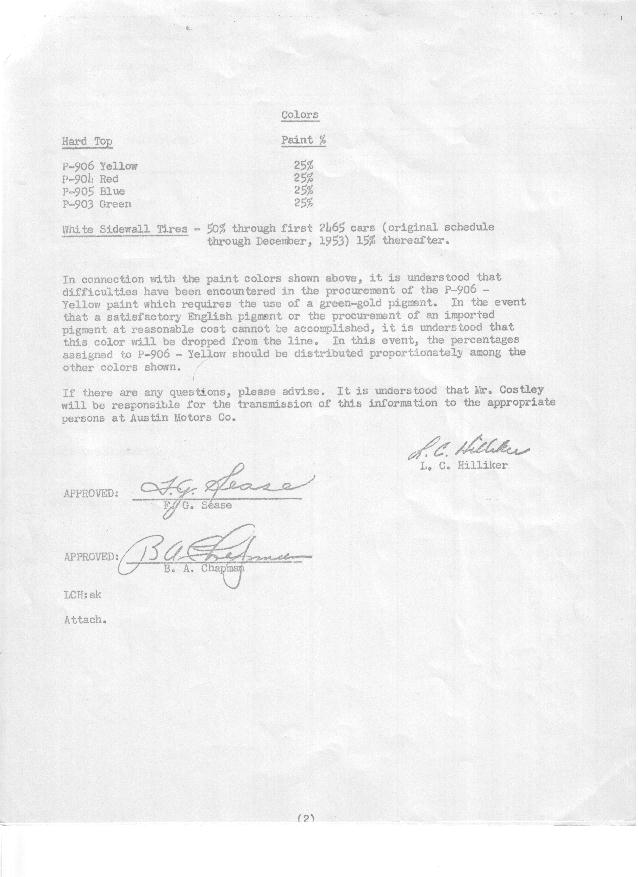 Colors
Hard Top Paint %
P-906 Yellow 25%
P-904 Red 25%
P-905 Blue 25%
P-903 Green 25%
White Sidewall Tires - 50% through first 2465 cars (original schedule
through December, 1953) 15% thereafter.
In connection with the paint colors shown above, it is understood that
difficulties have been encountered in the procurement of the P-906 -
Yellow paint which requires the use of a green-gold pigment. In the event
that a satisfactory English pigment or the procurement of an imported
pigment at reasonable cost cannot be accomplished, it is understood that
this color will be dropped from the line. In this event, the percentages
assigned to P-906 - Yellow should be distributed proportionately among the
other colors shown.
If there are any questions, please advise. It is understood that Mr. Costley
will be responsible for the transmission of this information to the appropriate
persons at Austin Motors Co.
L. C. Hilliker
L. C. Hilliker
APPROVED: F. G. Sease
F. G. Sease
APPROVED: B A Chapman
B. A. Chapman
LCH:ak
Attach.
(2)